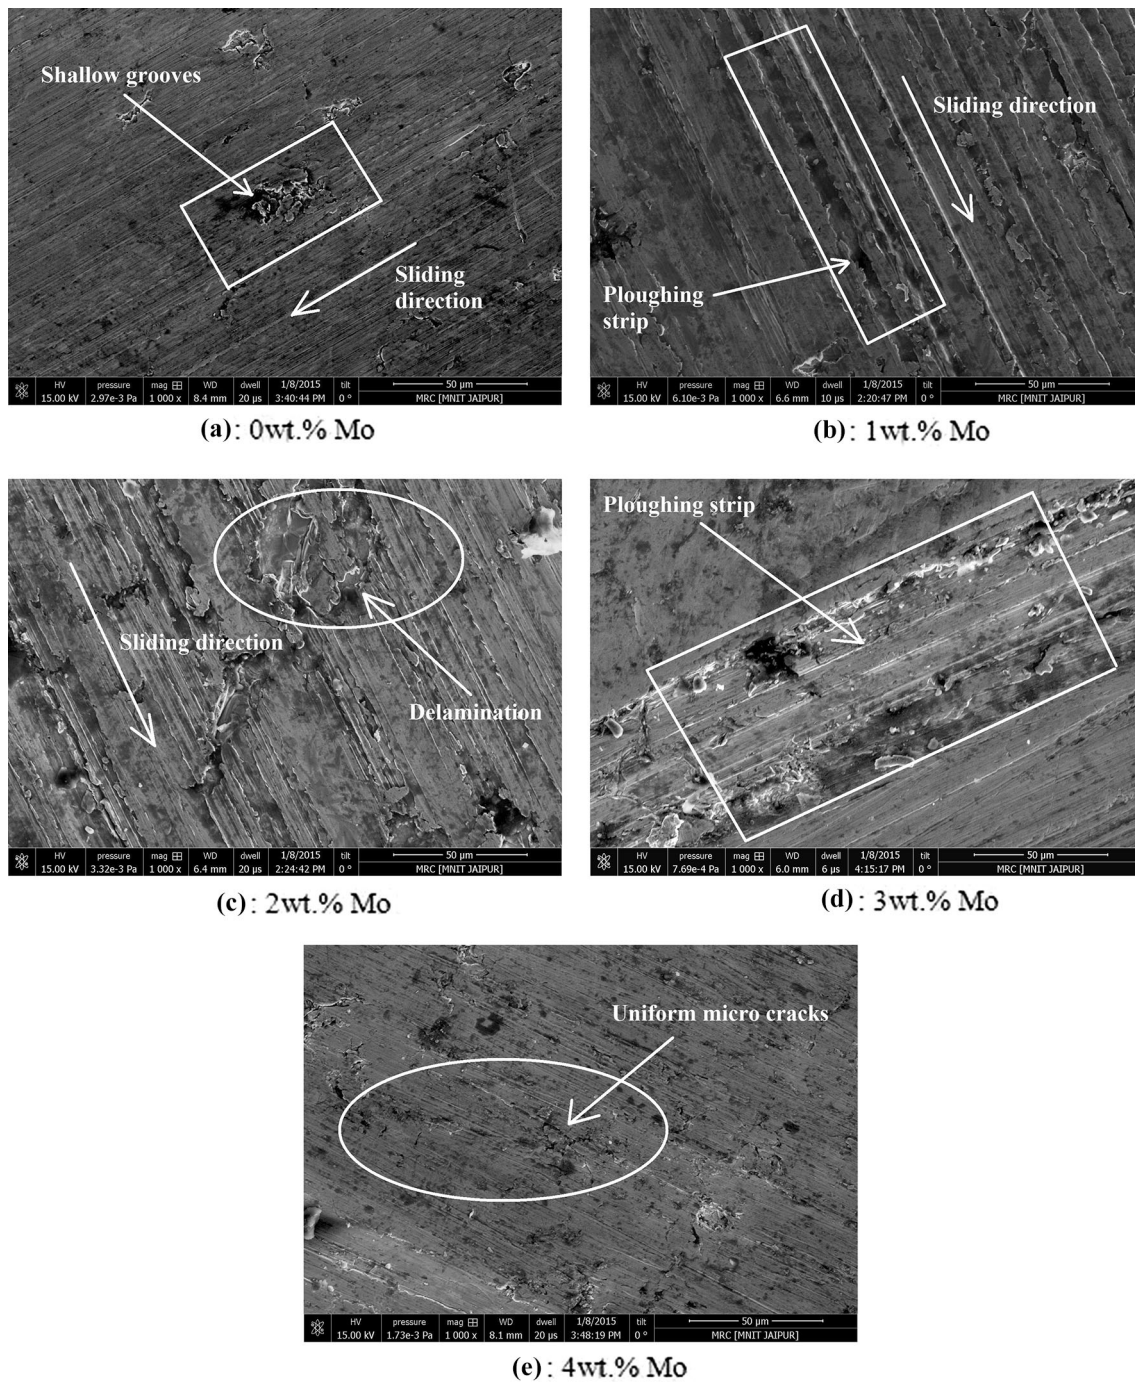 Shallow grooves
Sliding
direction
HV pressure mag WD dwell 1/8/2015 tilt 50 µm
15.00 kV 2.97e-3 Pa 1 000 x 8.4 mm 20 µs 3:40:44 PM 0 ° MRC [MNIT JAIPUR]
(a): 0wt.% Mo
Sliding direction
Ploughing
strip
HV pressure mag WD dwell 1/8/2015 tilt 50 µm
15.00 kV 6.10e-3 Pa 1 000 x 6.6 mm 10 µs 2:20:47 PM 0 ° MRC [MNIT JAIPUR]
(b): 1wt.% Mo
Sliding direction
Delamination
HV pressure mag WD dwell 1/8/2015 tilt 50 µm
15.00 kV 3.32e-3 Pa 1 000 x 6.4 mm 20 µs 2:24:42 PM 0 ° MRC [MNIT JAIPUR]
(c): 2wt.% Mo
Ploughing strip
HV pressure mag WD dwell 1/8/2015 tilt 50 µm
15.00 kV 7.69e-4 Pa 1 000 x 6.0 mm 6 µs 4:15:17 PM 0 ° MRC [MNIT JAIPUR]
(d): 3wt.% Mo
Uniform micro cracks
HV pressure mag WD dwell 1/8/2015 tilt 50 µm
15.00 kV 1.73e-3 Pa 1 000 x 8.1 mm 20 µs 3:48:19 PM 0 ° MRC [MNIT JAIPUR]
(e): 4wt.% Mo